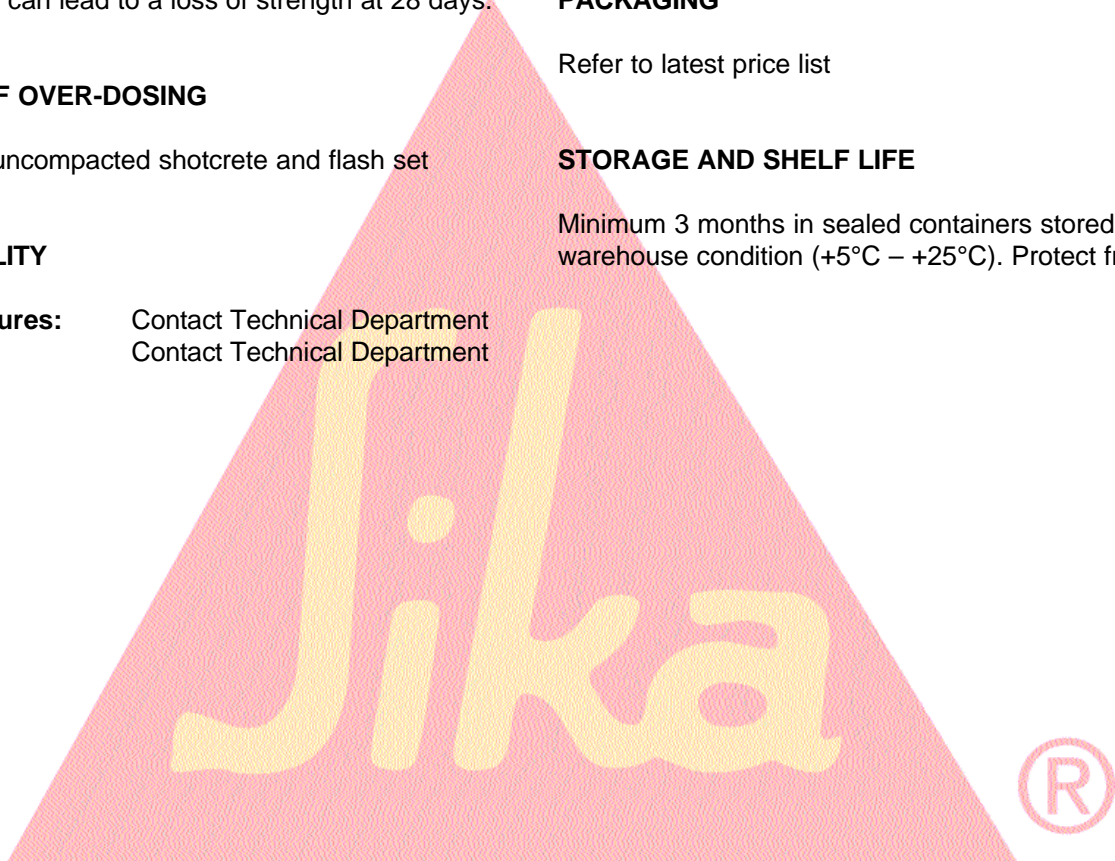 can lead to a loss of strength at 28 days.
F OVER-DOSING
uncompacted shotcrete and flash set
LITY
ures: Contact Technical Department
Contact Technical Department
PACKAGING
Refer to latest price list
STORAGE AND SHELF LIFE
Minimum 3 months in sealed containers stored
warehouse condition (+5°C – +25°C). Protect fr
Sika
®